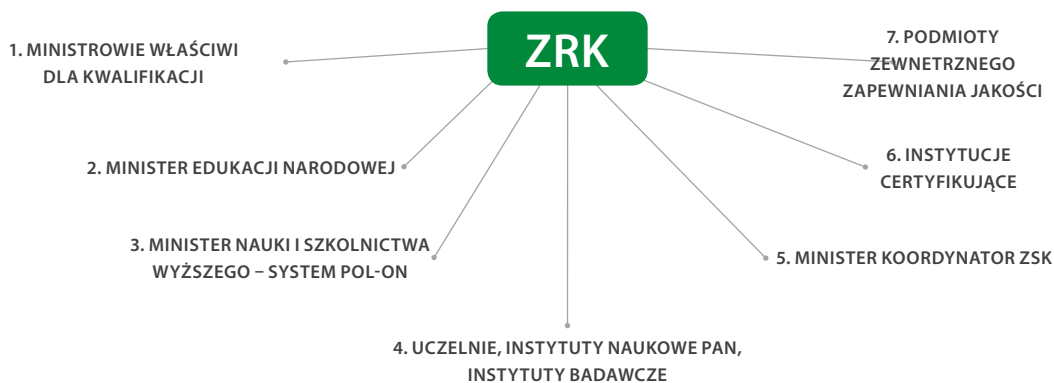 ZRK
1. MINISTROWIE WŁAŚCIWI
DLA KWALIFIKACJI
2. MINISTER EDUKACJI NARODOWEJ
3. MINISTER NAUKI I SZKOLNICTWA
WYŻSZEGO – SYSTEM POL-ON
4. UCZELNIE, INSTYTUTY NAUKOWE PAN,
INSTYTUTY BADAWCZE
5. MINISTER KOORDYNATOR ZSK
6. INSTYTUCJE
CERTYFIKUJĄCE
7. PODMIOTY
ZEWNETRZNEGO
ZAPEWNIANIA JAKOŚCI